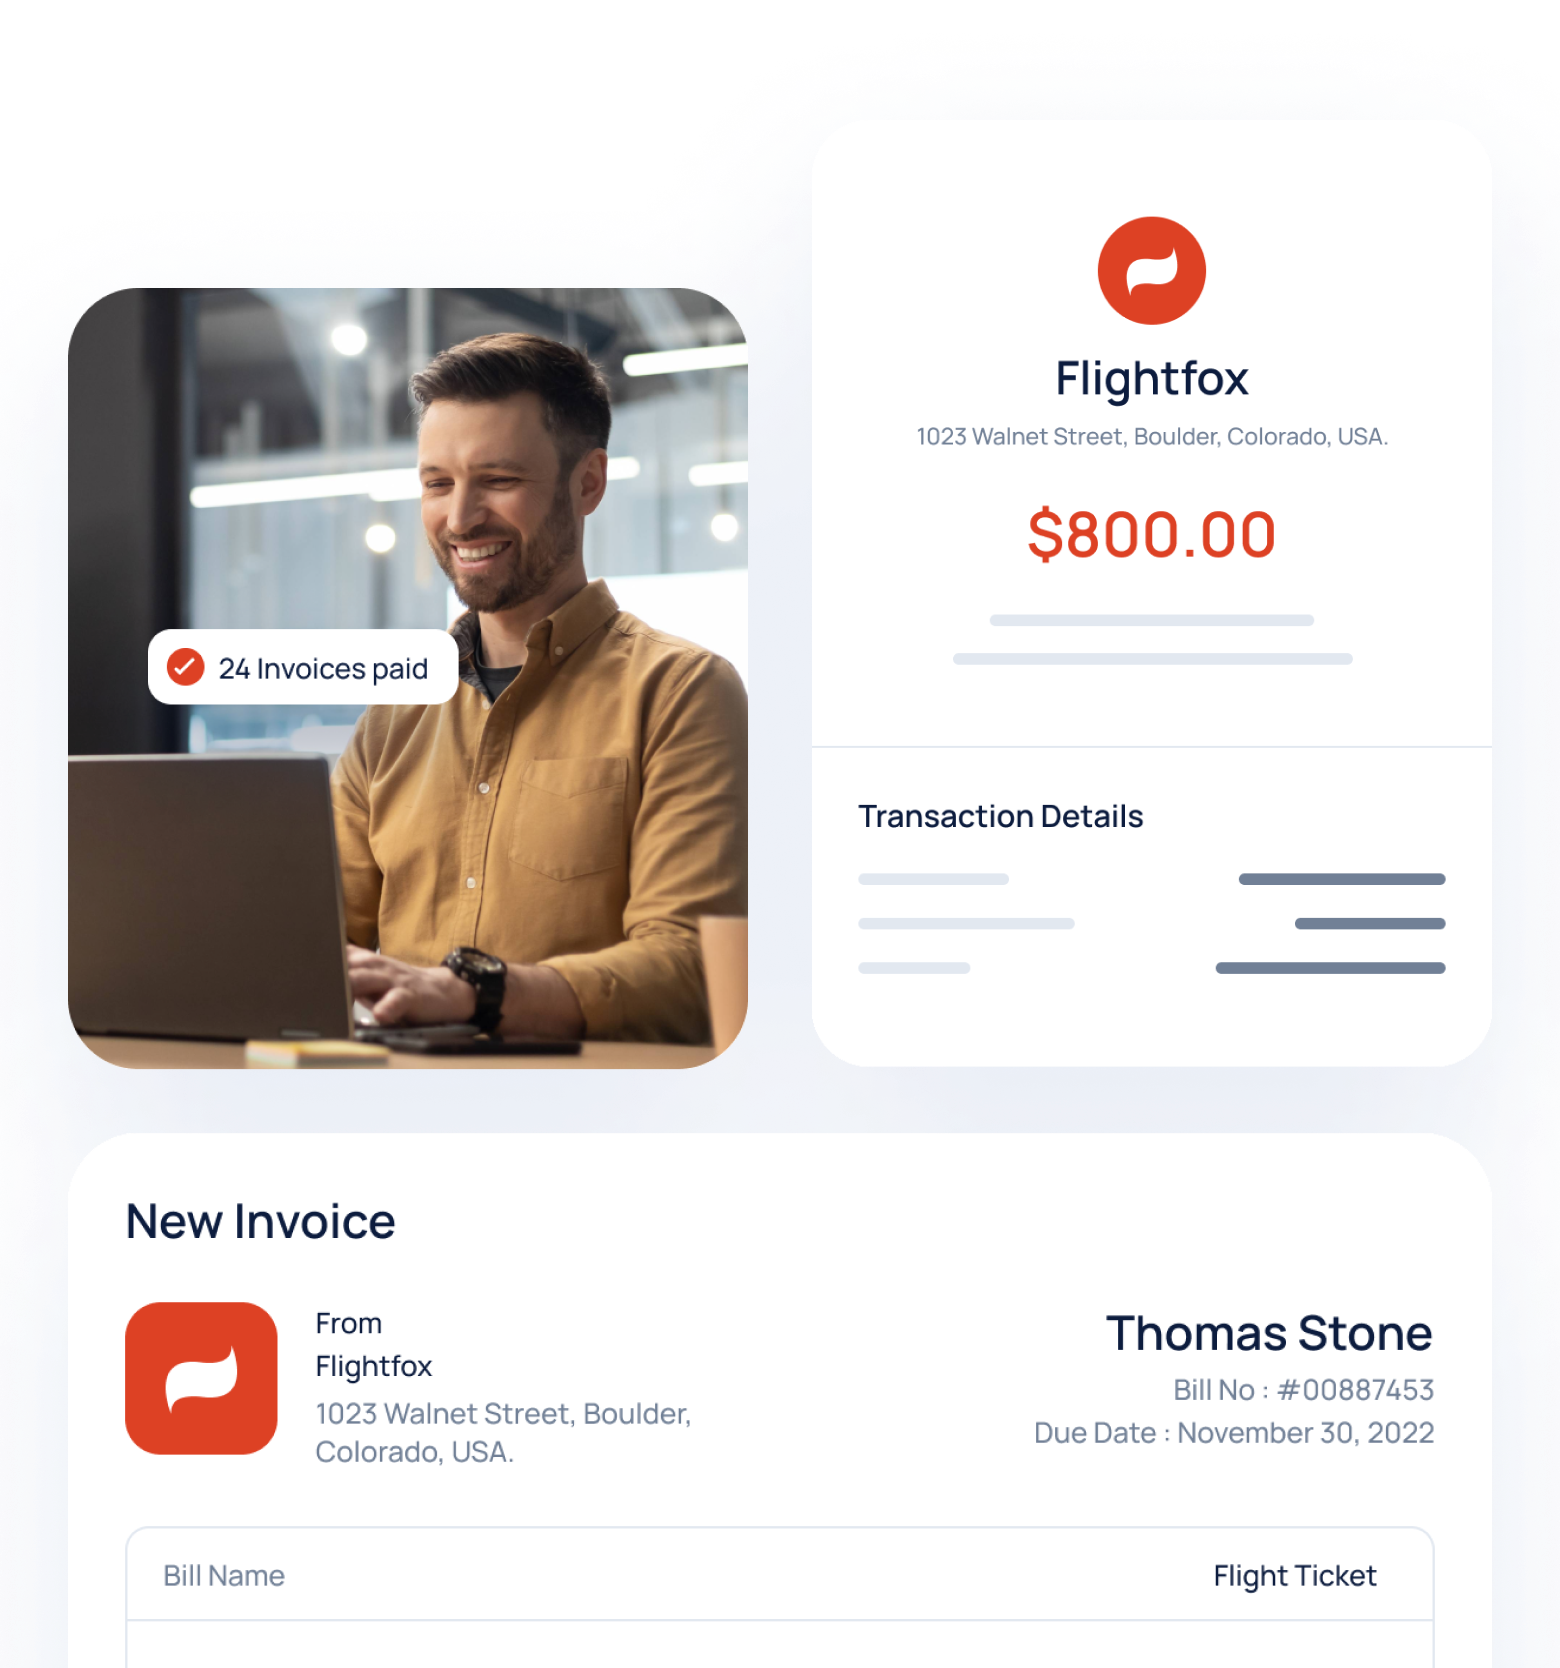 Flightfox
1023 Walnet Street, Boulder, Colorado, USA.
$800.00
24 Invoices paid
Transaction Details
New Invoice
From
Flightfox
1023 Walnet Street, Boulder,
Colorado, USA.
Thomas Stone
Bill No : #00887453
Due Date : November 30, 2022
Bill Name
Flight Ticket